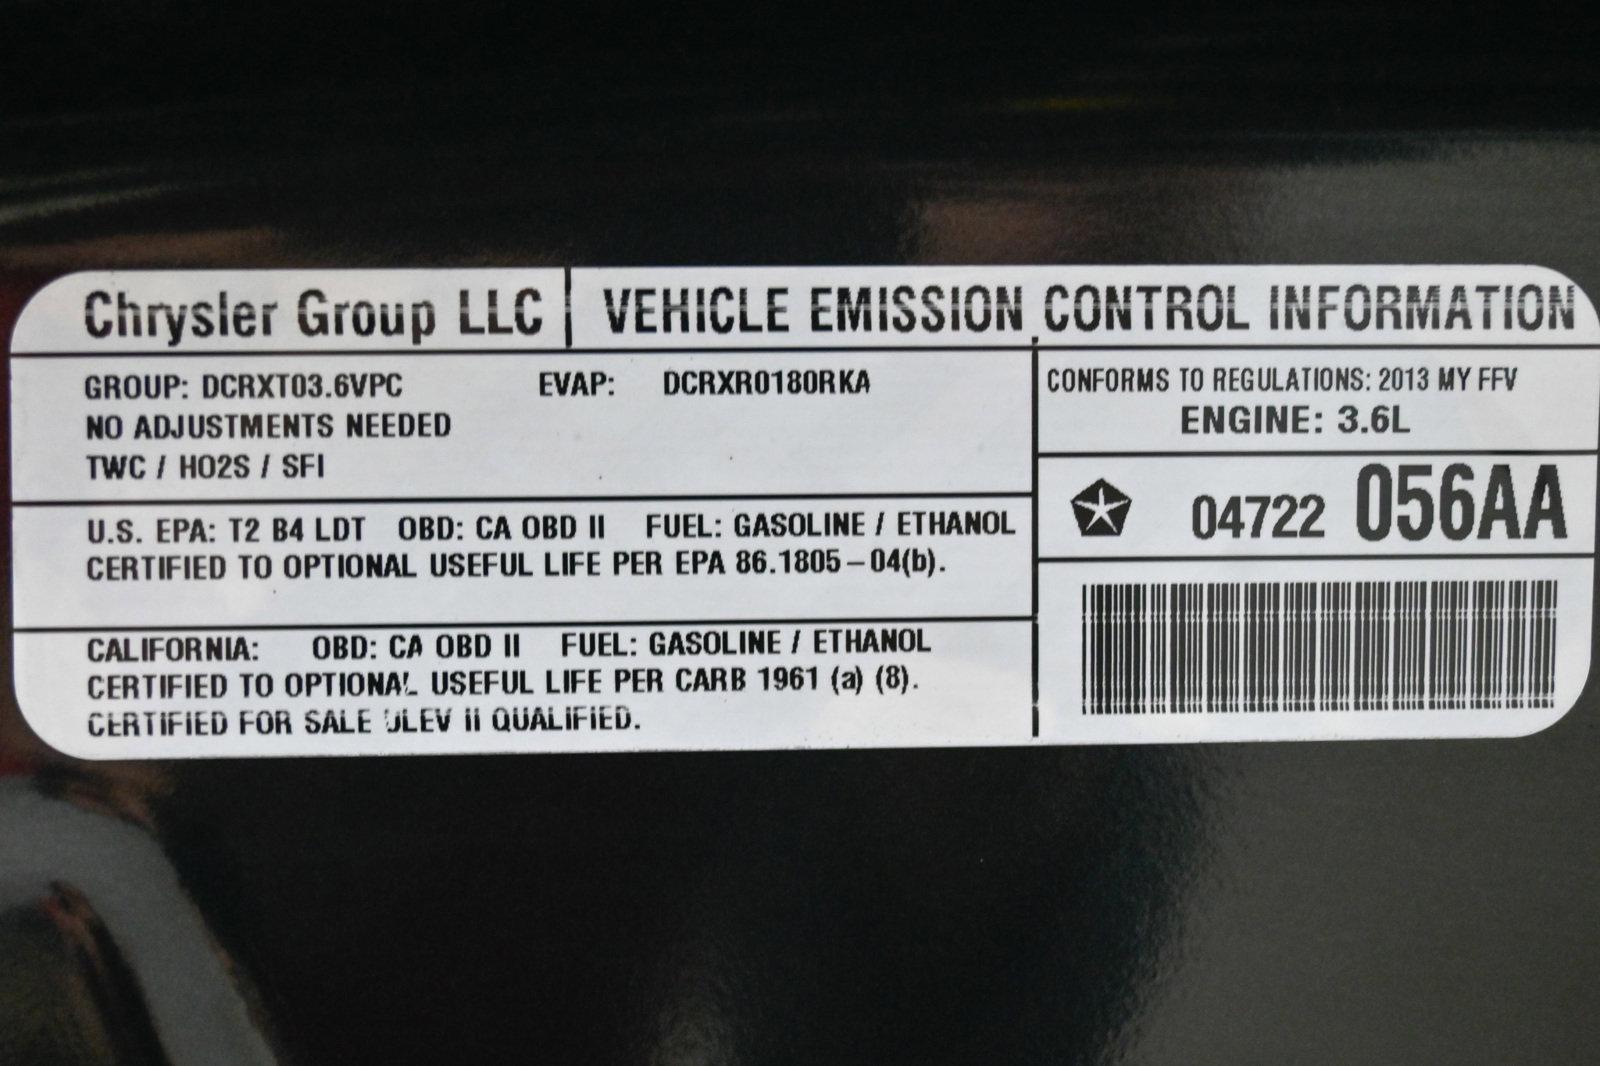 Chrysler Group LLC VEHICLE EMISSION CONTROL INFORMATION
GROUP: DCRXT03.6VPC EVAP: DCRXR0180RKA
NO ADJUSTMENTS NEEDED
TWC / HO2S / SFI
CONFORMS TO REGULATIONS: 2013 MY FFV
ENGINE: 3.6L
04722 056AA
U.S. EPA: T2 B4 LDT OBD: CA OBD II FUEL: GASOLINE / ETHANOL
CERTIFIED TO OPTIONAL USEFUL LIFE PER EPA 86.1805-04(b).
CALIFORNIA: OBD: CA OBD II FUEL: GASOLINE / ETHANOL
CERTIFIED TO OPTIONAL USEFUL LIFE PER CARB 1961 (a) (8).
CERTIFIED FOR SALE ULEV II QUALIFIED.